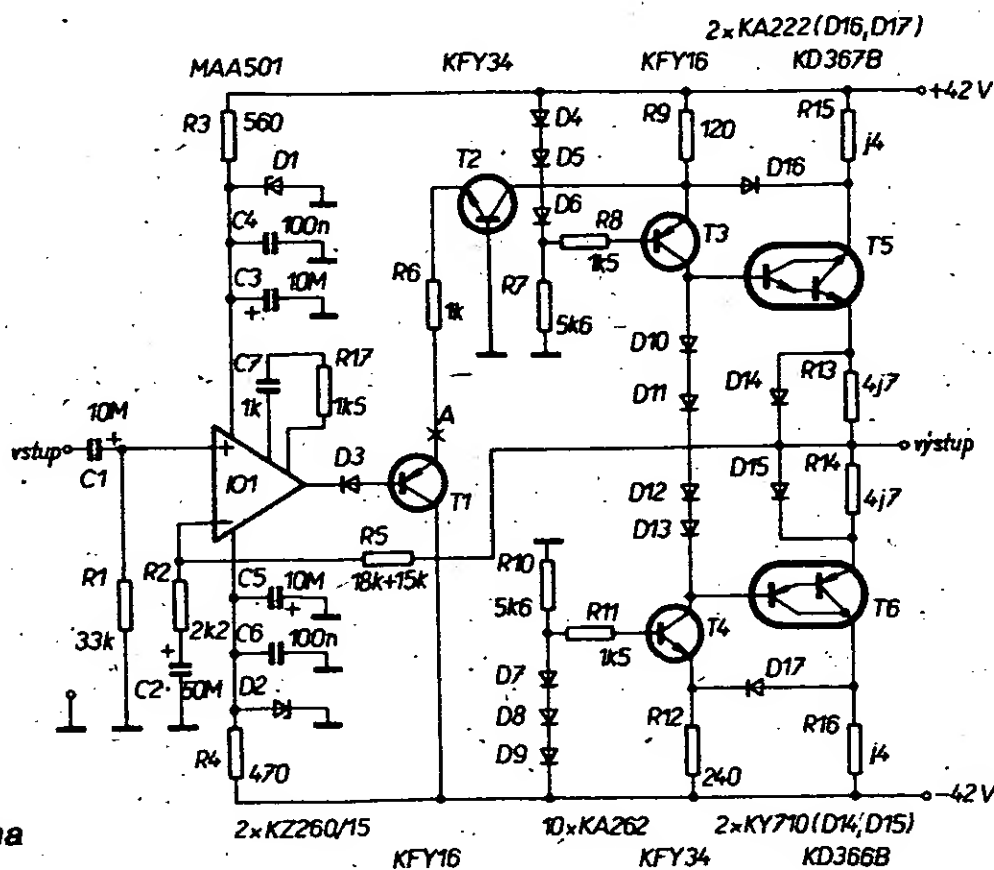 2×KA222(D16,D17)
MAA501
KFY34
KFY16
KD367B
+42V
R3
560
D4
R9
120
R15
j4
D1
T2
D5
D16
C4
100n
D6
R8
1k5
T3
T5
C3
10M
+
R6
1k
R7
5k6
D10
C7
1k
R17
1k5
D11
D14
R13
4j7
10M
+
A
vstup
C1
+
IO1
D3
T1
výstup
D15
R14
4j7
D12
D13
−
R5
18k+15k
R10
5k6
R1
33k
R2
2k2
C5
10M
+
R11
1k5
T4
T6
C6
100n
+
C2
50M
D2
D7
D17
D8
R12
240
R16
j4
R4
470
D9
-42V
na
2×KZ260/15
10×KA262
2×KY710(D14,D15)
KFY16
KFY34
KD366B